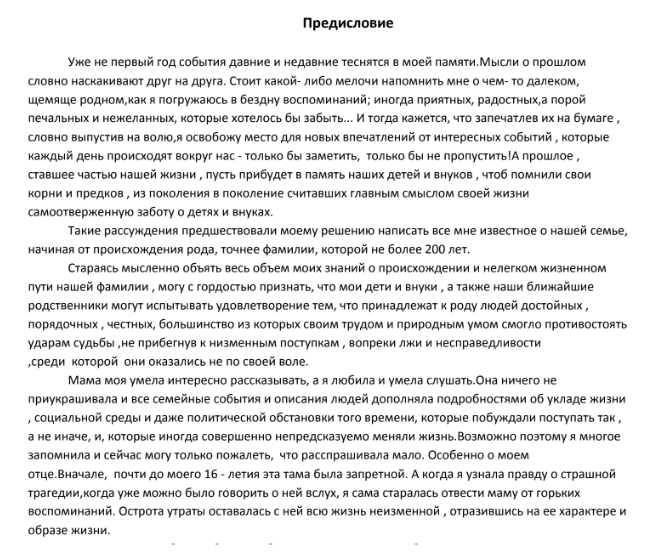 Предисловие
Уже не первый год события давние и недавние теснятся в моей памяти.Мысли о прошлом
словно наскакивают друг на друга. Стоит какой- либо мелочи напомнить мне о чем- то далеком,
щемяще родном,как я погружаюсь в бездну воспоминаний; иногда приятных, радостных,а порой
печальных и нежеланных, которые хотелось бы забыть... И тогда кажется, что запечатлев их на бумаге ,
словно выпустив на волю,я освобожу место для новых впечатлений от интересных событий , которые
каждый день происходят вокруг нас - только бы заметить, только бы не пропустить!А прошлое ,
ставшее частью нашей жизни , пусть прибудет в память наших детей и внуков , чтоб помнили свои
корни и предков , из поколения в поколение считавших главным смыслом своей жизни
самоотверженную заботу о детях и внуках.
Такие рассуждения предшествовали моему решению написать все мне известное о нашей семье,
начиная от происхождения рода, точнее фамилии, которой не более 200 лет.
Стараясь мысленно объять весь объем моих знаний о происхождении и нелегком жизненном
пути нашей фамилии , могу с гордостью признать, что мои дети и внуки , а также наши ближайшие
родственники могут испытывать удовлетворение тем, что принадлежат к роду людей достойных ,
порядочных , честных, большинство из которых своим трудом и природным умом смогло противостоять
ударам судьбы ,не прибегнув к низменным поступкам , вопреки лжи и несправедливости
,среди которой они оказались не по своей воле.
Мама моя умела интересно рассказывать, а я любила и умела слушать.Она ничего не
приукрашивала и все семейные события и описания людей дополняла подробностями об укладе жизни
, социальной среды и даже политической обстановки того времени, которые побуждали поступать так ,
а не иначе, и, которые иногда совершенно непредсказуемо меняли жизнь.Возможно поэтому я многое
запомнила и сейчас могу только пожалеть, что расспрашивала мало. Особенно о моем
отце.Вначале, почти до моего 16 - летия эта тама была запретной. А когда я узнала правду о страшной
трагедии,когда уже можно было говорить о ней вслух, я сама старалась отвести маму от горьких
воспоминаний. Острота утраты оставалась с ней всю жизнь неизменной , отразившись на ее характере и
образе жизни.